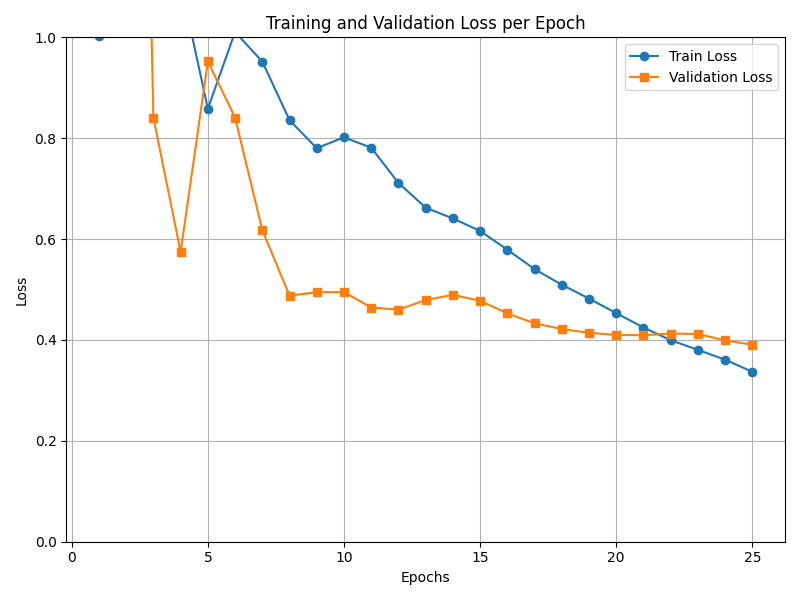 Training and Validation Loss per Epoch
Train Loss
Validation Loss
1.0
0.8
0.6
0.4
0.2
0.0
Loss
0 5 10 15 20 25
Epochs